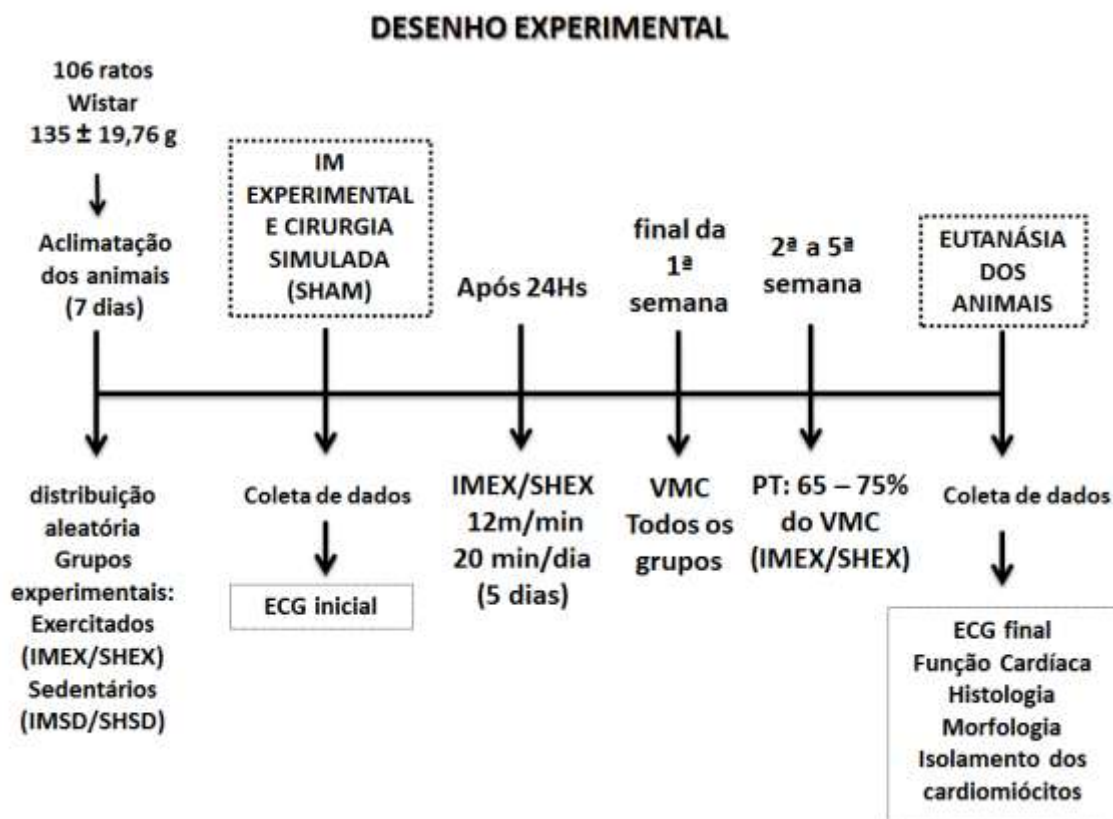 DESENHO EXPERIMENTAL
106 ratos
Wistar
135 ± 19,76 g
Aclimatação
dos animais
(7 dias)
IM
EXPERIMENTAL
E CIRURGIA
SIMULADA
(SHAM)
Após 24Hs
final da
1ª
semana
2ª a 5ª
semana
EUTANÁSIA
DOS
ANIMAIS
distribuição
aleatória
Grupos
experimentais:
Exercitados
(IMEX/SHEX)
Sedentários
(IMSD/SHSD)
Coleta de dados
ECG inicial
IMEX/SHEX
12m/min
20 min/dia
(5 dias)
VMC
Todos os
grupos
PT: 65 – 75%
do VMC
(IMEX/SHEX)
Coleta de dados
ECG final
Função Cardíaca
Histologia
Morfologia
Isolamento dos
cardiomiócitos